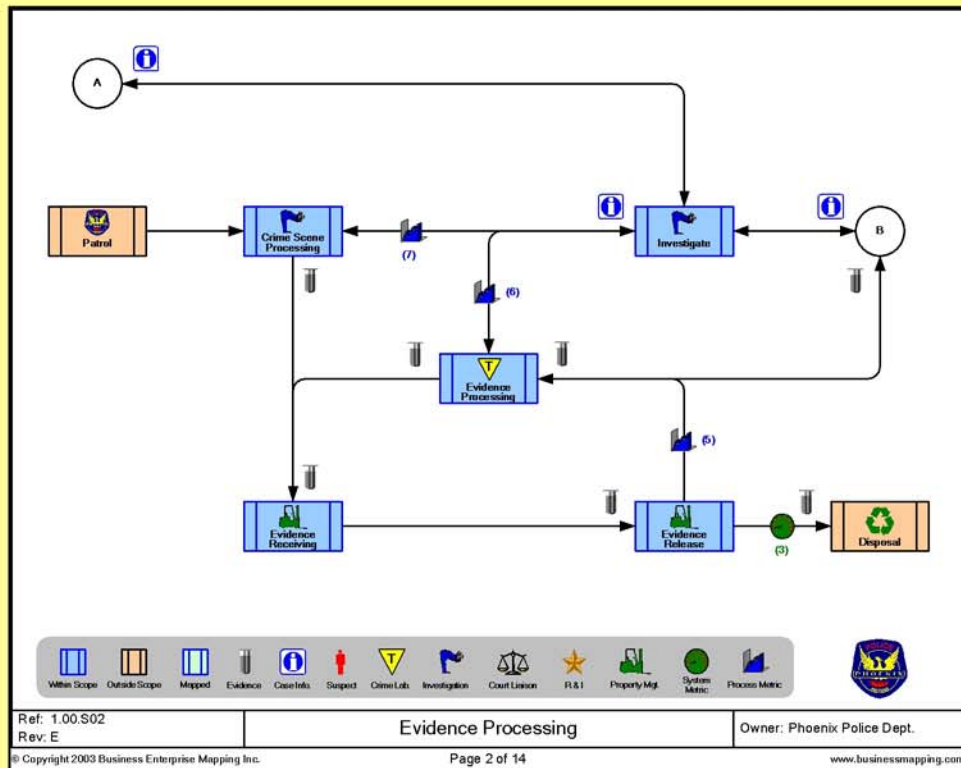 A
Patrol
Crime Scene
Processing
(7)
Investigate
B
(6)
T
Evidence
Processing
(5)
Evidence
Receiving
Evidence
Release
(3)
Disposal
T
Within Scope
Outside Scope
Mapped
Evidence
Case Info.
Suspect
Crime Lab.
Investigation
Court Liaison
R & I
Property Mgt.
System
Metric
Process Metric
POLICE
PHOENIX
Ref: 1.00.S02
Rev: E
Evidence Processing
Owner: Phoenix Police Dept.
© Copyright 2003 Business Enterprise Mapping Inc.
Page 2 of 14
www.businessmapping.com